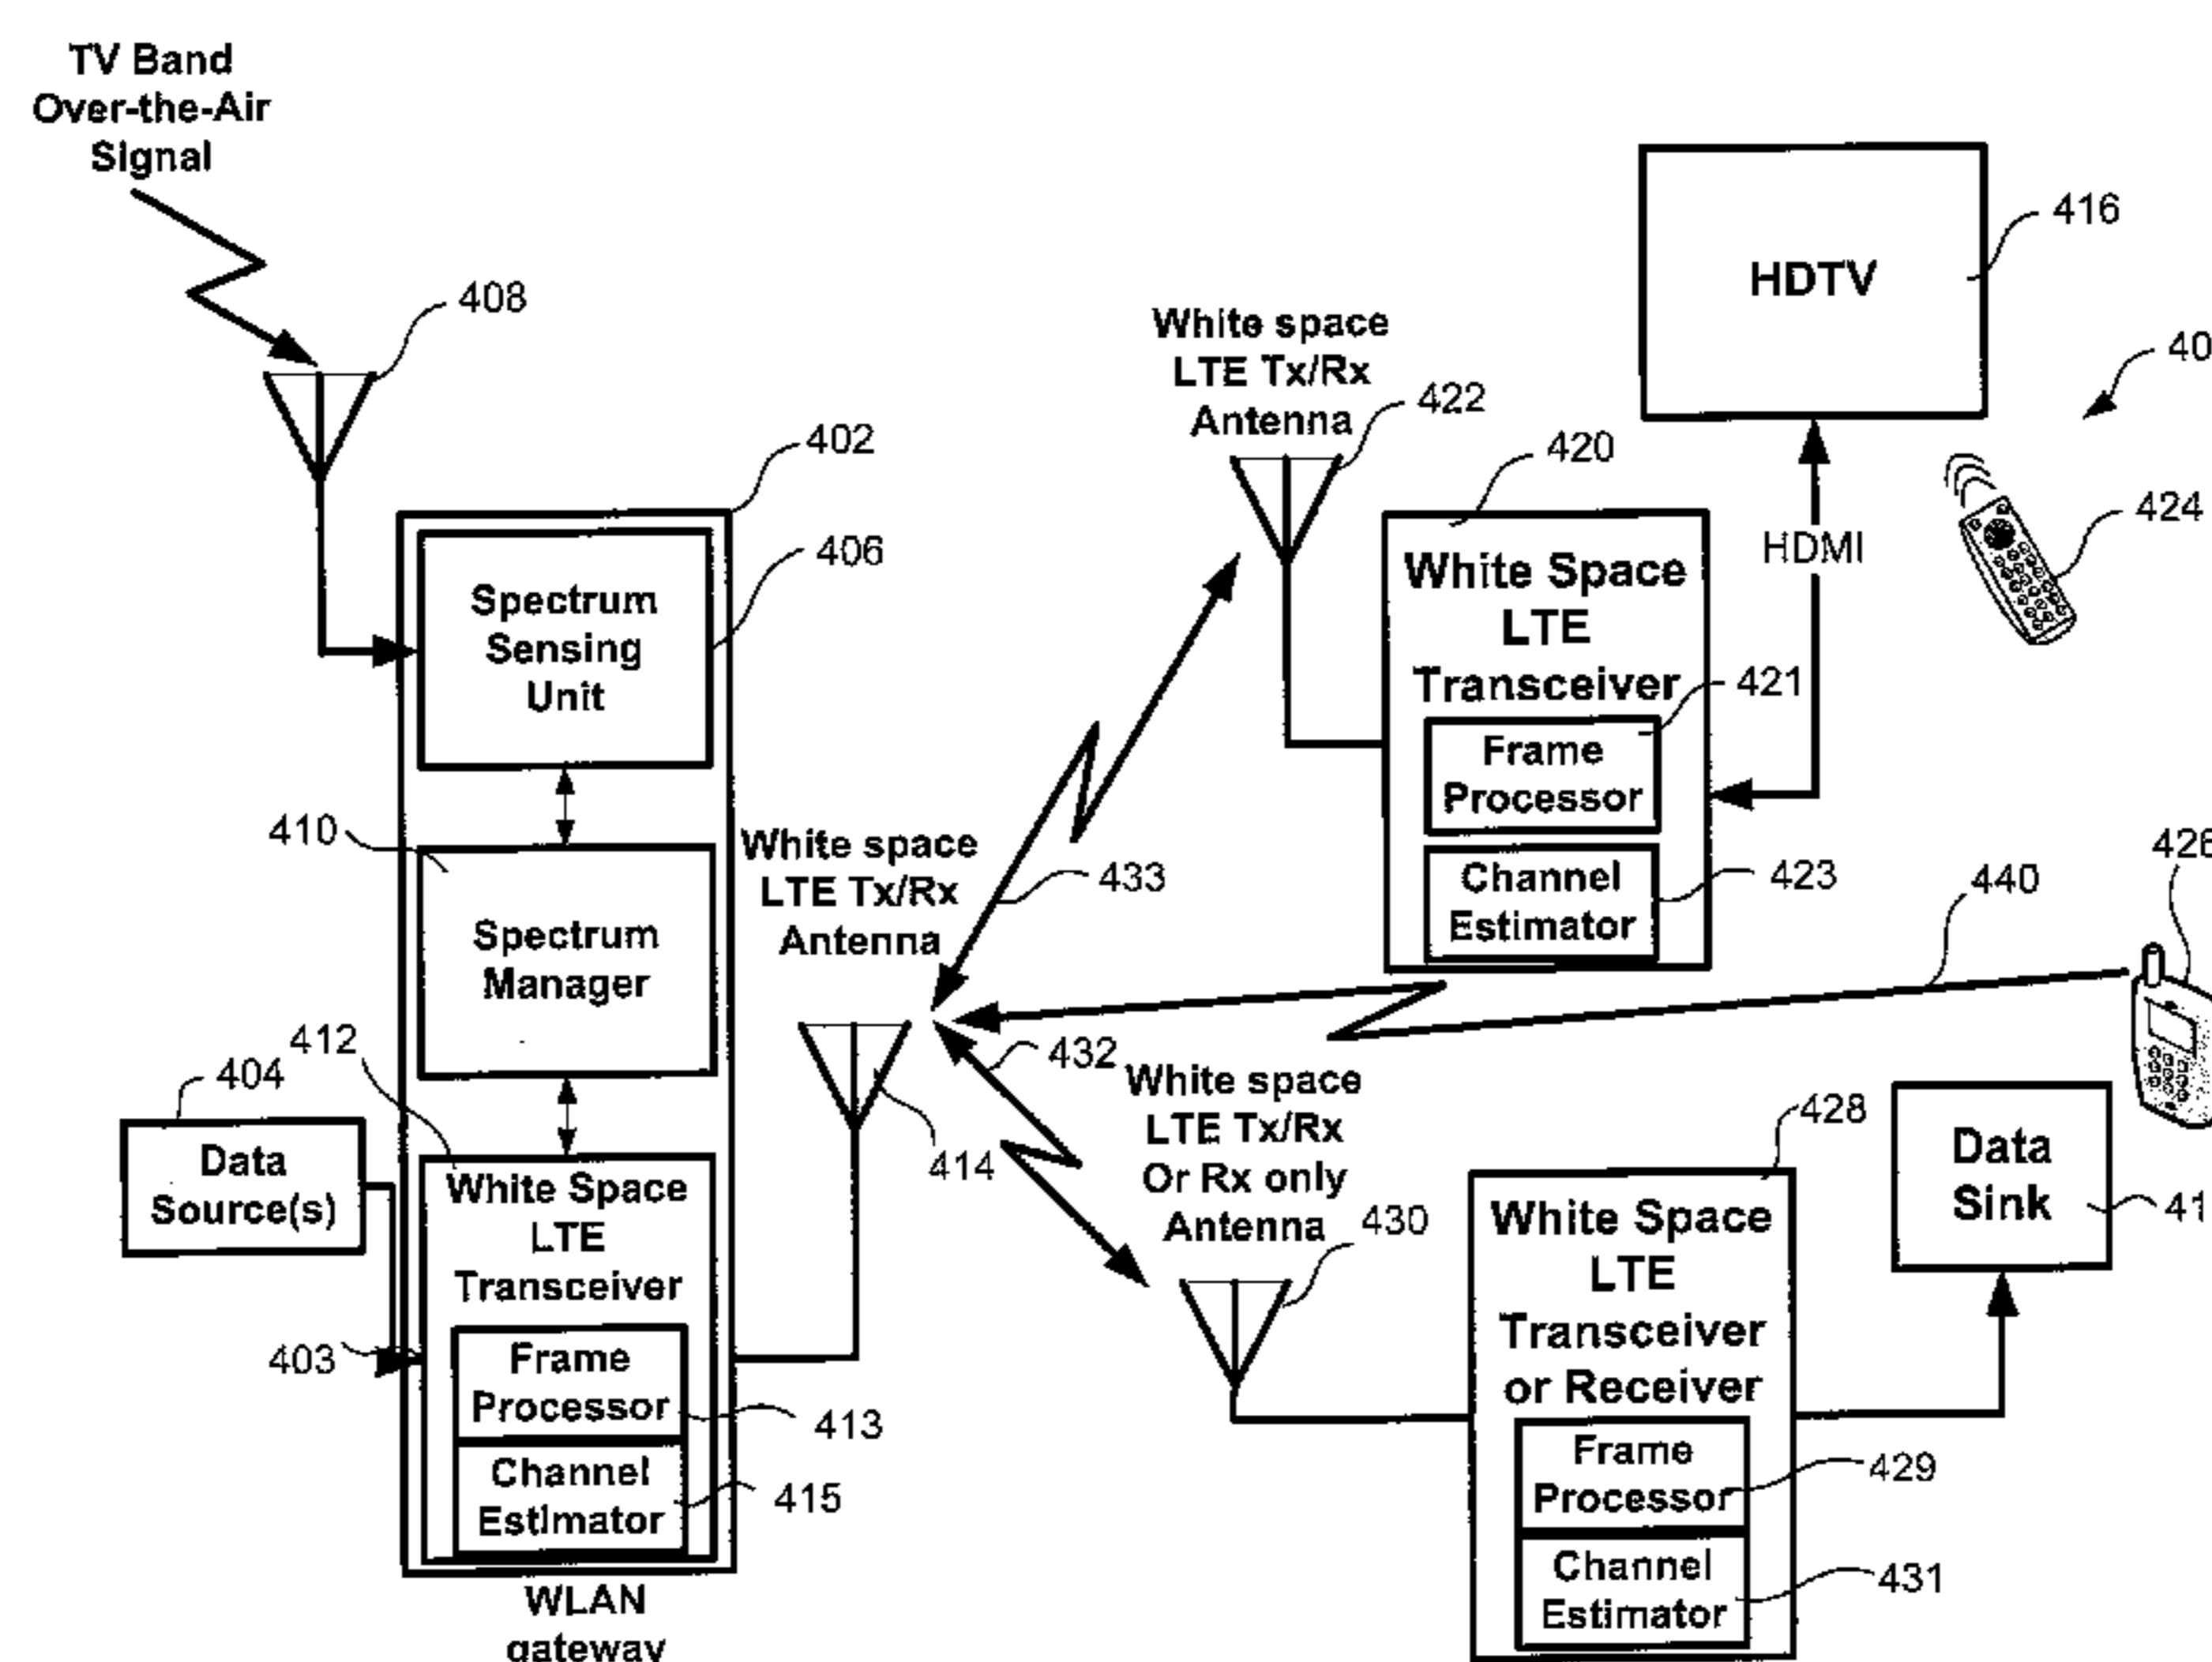 TV Band
Over-the-Air
Signal
408
402
Spectrum
Sensing
Unit
406
410
Spectrum
Manager
412
404
Data
Source(s)
White Space
LTE
Transceiver
403
Frame
Processor
413
Channel
Estimator
415
WLAN
gateway
White space
LTE Tx/Rx
Antenna
414
433
432
440
White space
LTE Tx/Rx
Antenna
422
420
White Space
LTE
Transceiver
421
Frame
Processor
Channel
Estimator
423
HDMI
HDTV
416
40
424
426
White space
LTE Tx/Rx
Or Rx only
Antenna
430
428
White Space
LTE
Transceiver
or Receiver
Frame
Processor
429
Channel
Estimator
431
Data
Sink
41